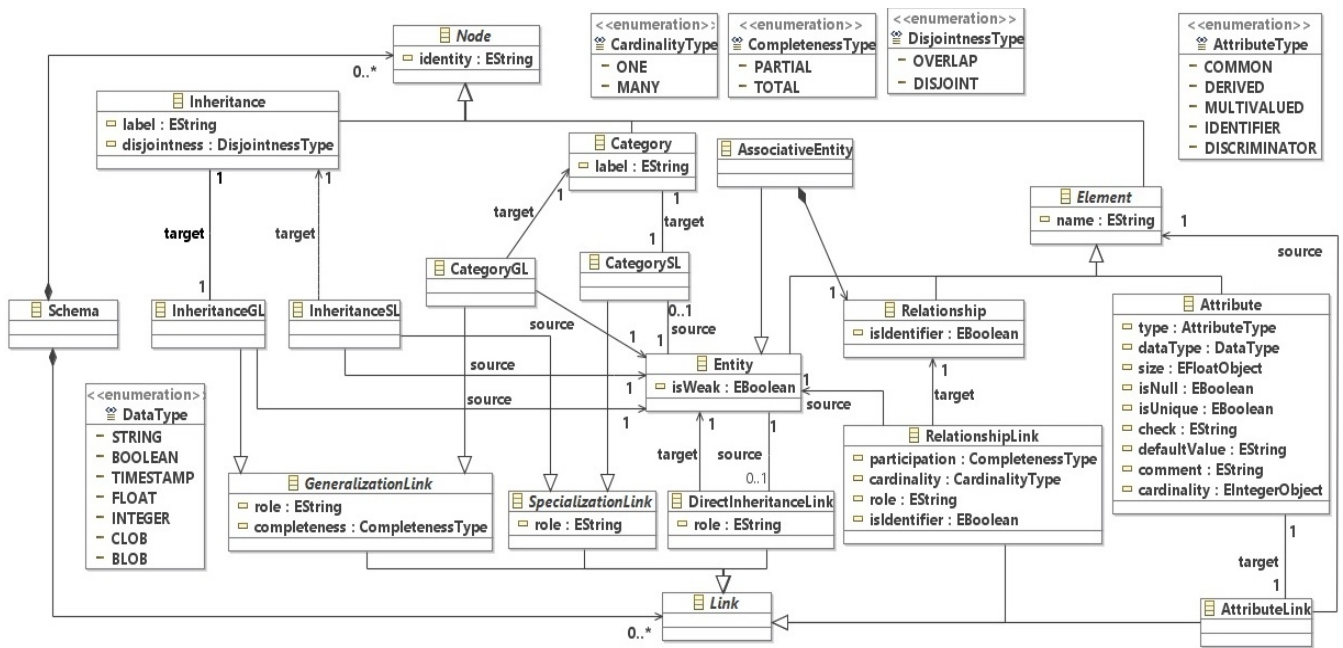 Node
identity : EString
0..*
<<enumeration>>
CardinalityType
ONE
MANY
<<enumeration>>
CompletenessType
PARTIAL
TOTAL
<<enumeration>>
DisjointnessType
OVERLAP
DISJOINT
<<enumeration>>
AttributeType
COMMON
DERIVED
MULTIVALUED
IDENTIFIER
DISCRIMINATOR
Inheritance
label : EString
disjointness : DisjointnessType
1
1
target
target
1
Category
label : EString
1
1
target
target
1
AssociativeEntity
Element
name : EString
1
source
CategoryGL
CategorySL
0..1
source
1
source
1
Schema
InheritanceGL
InheritanceSL
source
1
source
1
1
Relationship
isIdentifier : EBoolean
1
target
Attribute
type : AttributeType
dataType : DataType
size : EFloatObject
isNull : EBoolean
isUnique : EBoolean
check : EString
defaultValue : EString
comment : EString
cardinality : EIntegerObject
1
target
1
Entity
isWeak : EBoolean
1
source
1
target
1
source
0..1
<<enumeration>>
DataType
STRING
BOOLEAN
TIMESTAMP
FLOAT
INTEGER
CLOB
BLOB
GeneralizationLink
role : EString
completeness : CompletenessType
SpecializationLink
role : EString
DirectInheritanceLink
role : EString
RelationshipLink
participation : CompletenessType
cardinality : CardinalityType
role : EString
isIdentifier : EBoolean
Link
0..*
AttributeLink